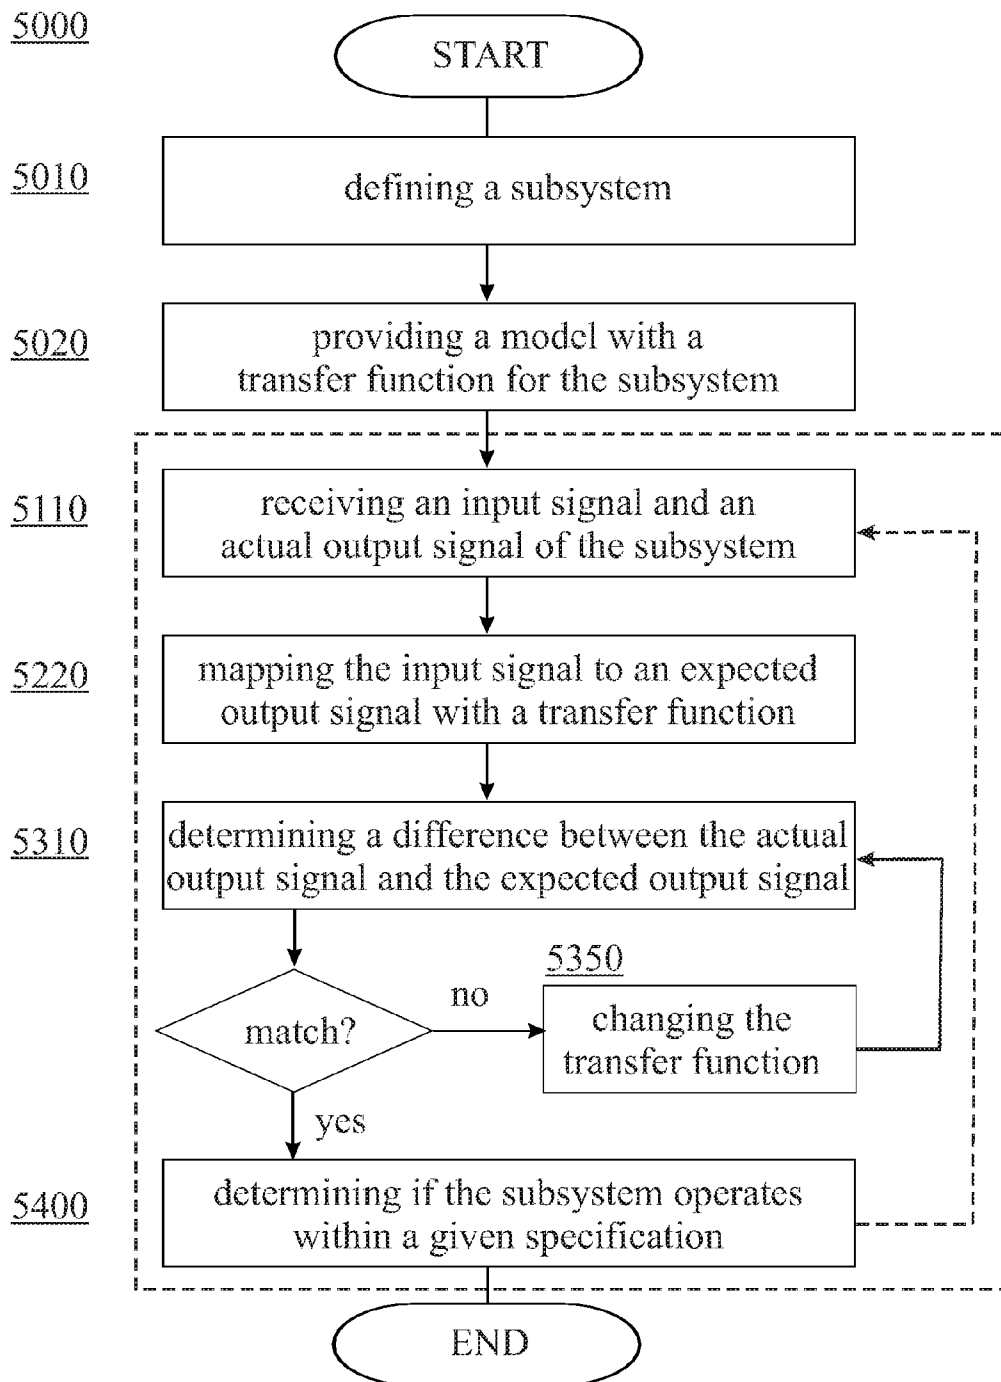 5000
START
5010
defining a subsystem
5020
providing a model with a
transfer function for the subsystem
5110
receiving an input signal and an
actual output signal of the subsystem
5220
mapping the input signal to an expected
output signal with a transfer function
5310
determining a difference between the actual
output signal and the expected output signal
5350
no
match?
changing the
transfer function
yes
5400
determining if the subsystem operates
within a given specification
END